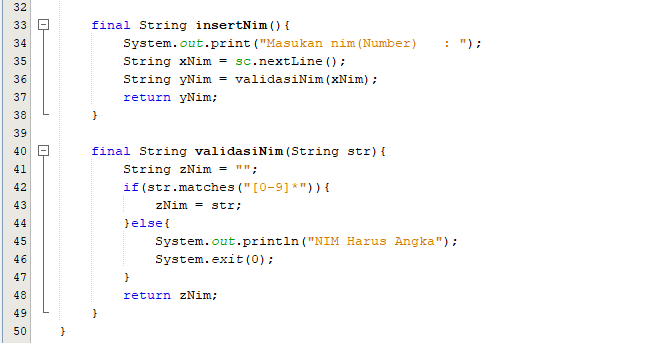 32
33 final String insertNim(){
34 System.out.print("Masukan nim(Number)   : ");
35 String xNim = sc.nextLine();
36 String yNim = validasiNim(xNim);
37 return yNim;
38 }
39
40 final String validasiNim(String str){
41 String zNim = "";
42 if(str.matches("[0-9]*")){
43 zNim = str;
44 }else{
45 System.out.println("NIM Harus Angka");
46 System.exit(0);
47 }
48 return zNim;
49 }
50 }